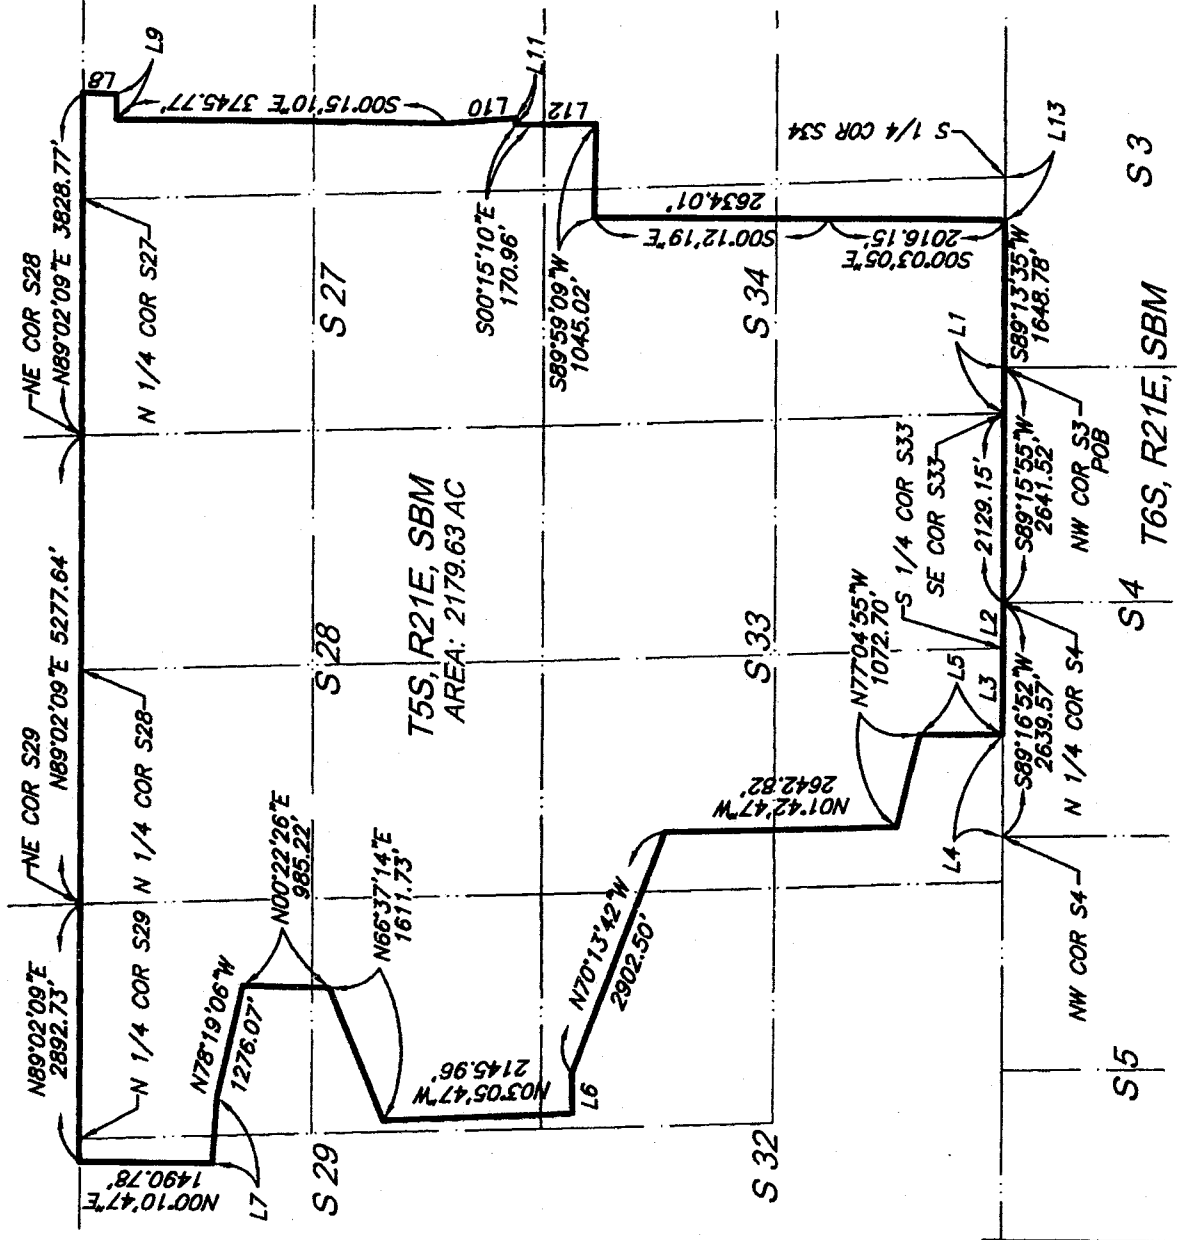 L9
L8
NE COR S28
N89°02'09"E 3828.77'
S00°15'10"E 3745.77'
L10
L11
L12
N 1/4 COR S27
S00°15'10"E
170.96'
S 1/4 COR S34
L13
S 3
S 27
S89°59'09"W
1045.02'
2634.01'
S00°12'19"E
2016.15'
S00°03'05"E
S 34
S89°13'35"W
1648.78'
L1
T6S, R21E, SBM
NE COR S29
N89°02'09"E 5277.64'
T5S, R21E, SBM
AREA: 2179.63 AC
S 1/4 COR S33
SE COR S33
2129.15'
S89°15'55"W
2641.52'
NW COR S3
POB
N 1/4 COR S28
S 28
S 33
N77°04'55"W
1072.70'
L2
L3
L5
S 4
S89°16'52"W
2639.57'
N 1/4 COR S4
L4
NW COR S4
N89°02'09"E
2892.73'
N 1/4 COR S29
N00°22'26"E
985.22'
N66°37'14"E
1611.73'
N01°42'47"W
2642.82'
N78°19'06"W
1276.07'
N70°13'42"W
2902.50'
N03°05'47"W
2145.96'
L6
N00°10'47"E
1490.78'
L7
S 29
S 32
S 5